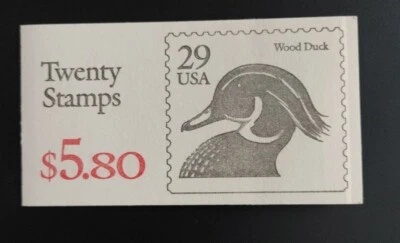 Twenty
Stamps
$5.80
29
USA
Wood Duck